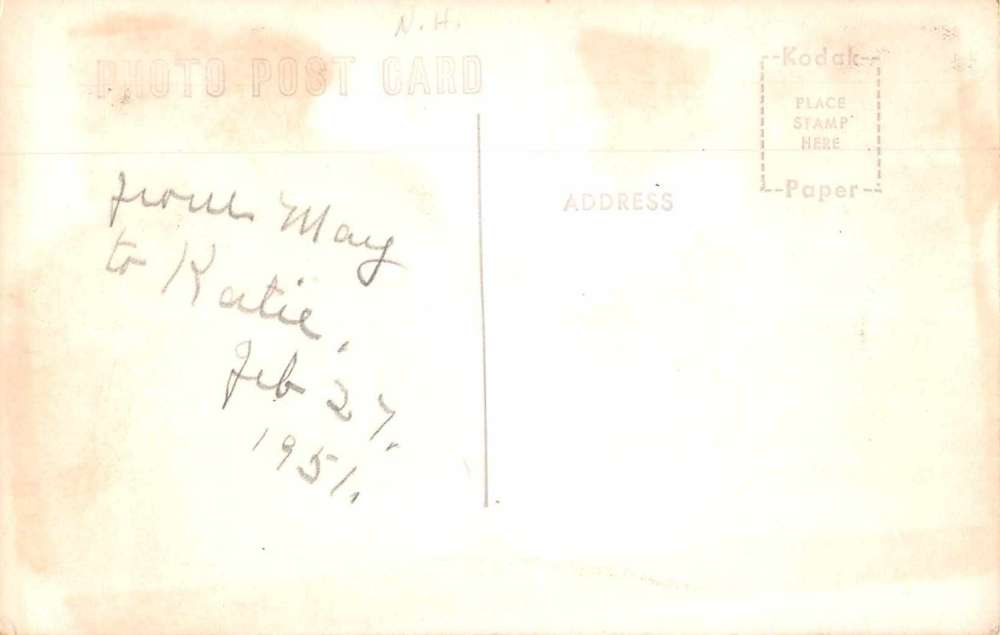 N.H.
PHOTO POST CARD
--Kodak--
PLACE
STAMP
HERE
--Paper--
ADDRESS
from May
to Katie,
Feb 27,
1951.